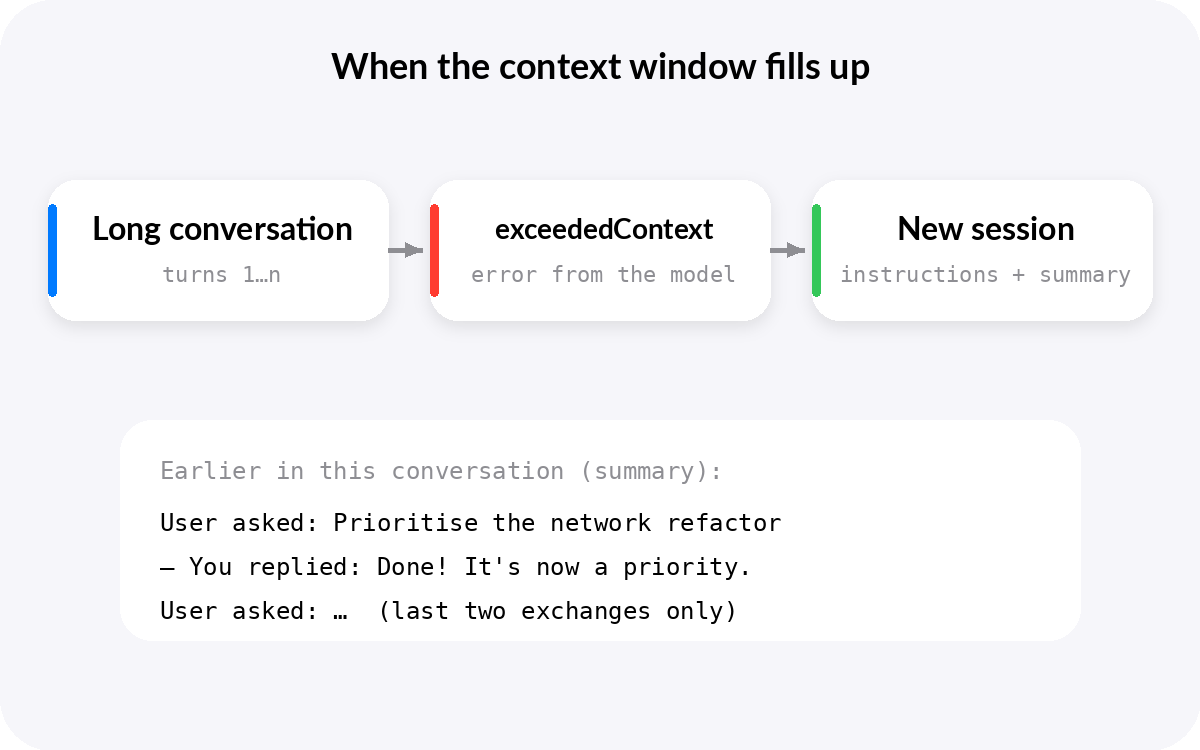 When the context window fills up
Long conversation
turns 1…n
exceededContext
error from the model
New session
instructions + summary
Earlier in this conversation (summary):
User asked: Prioritise the network refactor
— You replied: Done! It's now a priority.
User asked: …  (last two exchanges only)